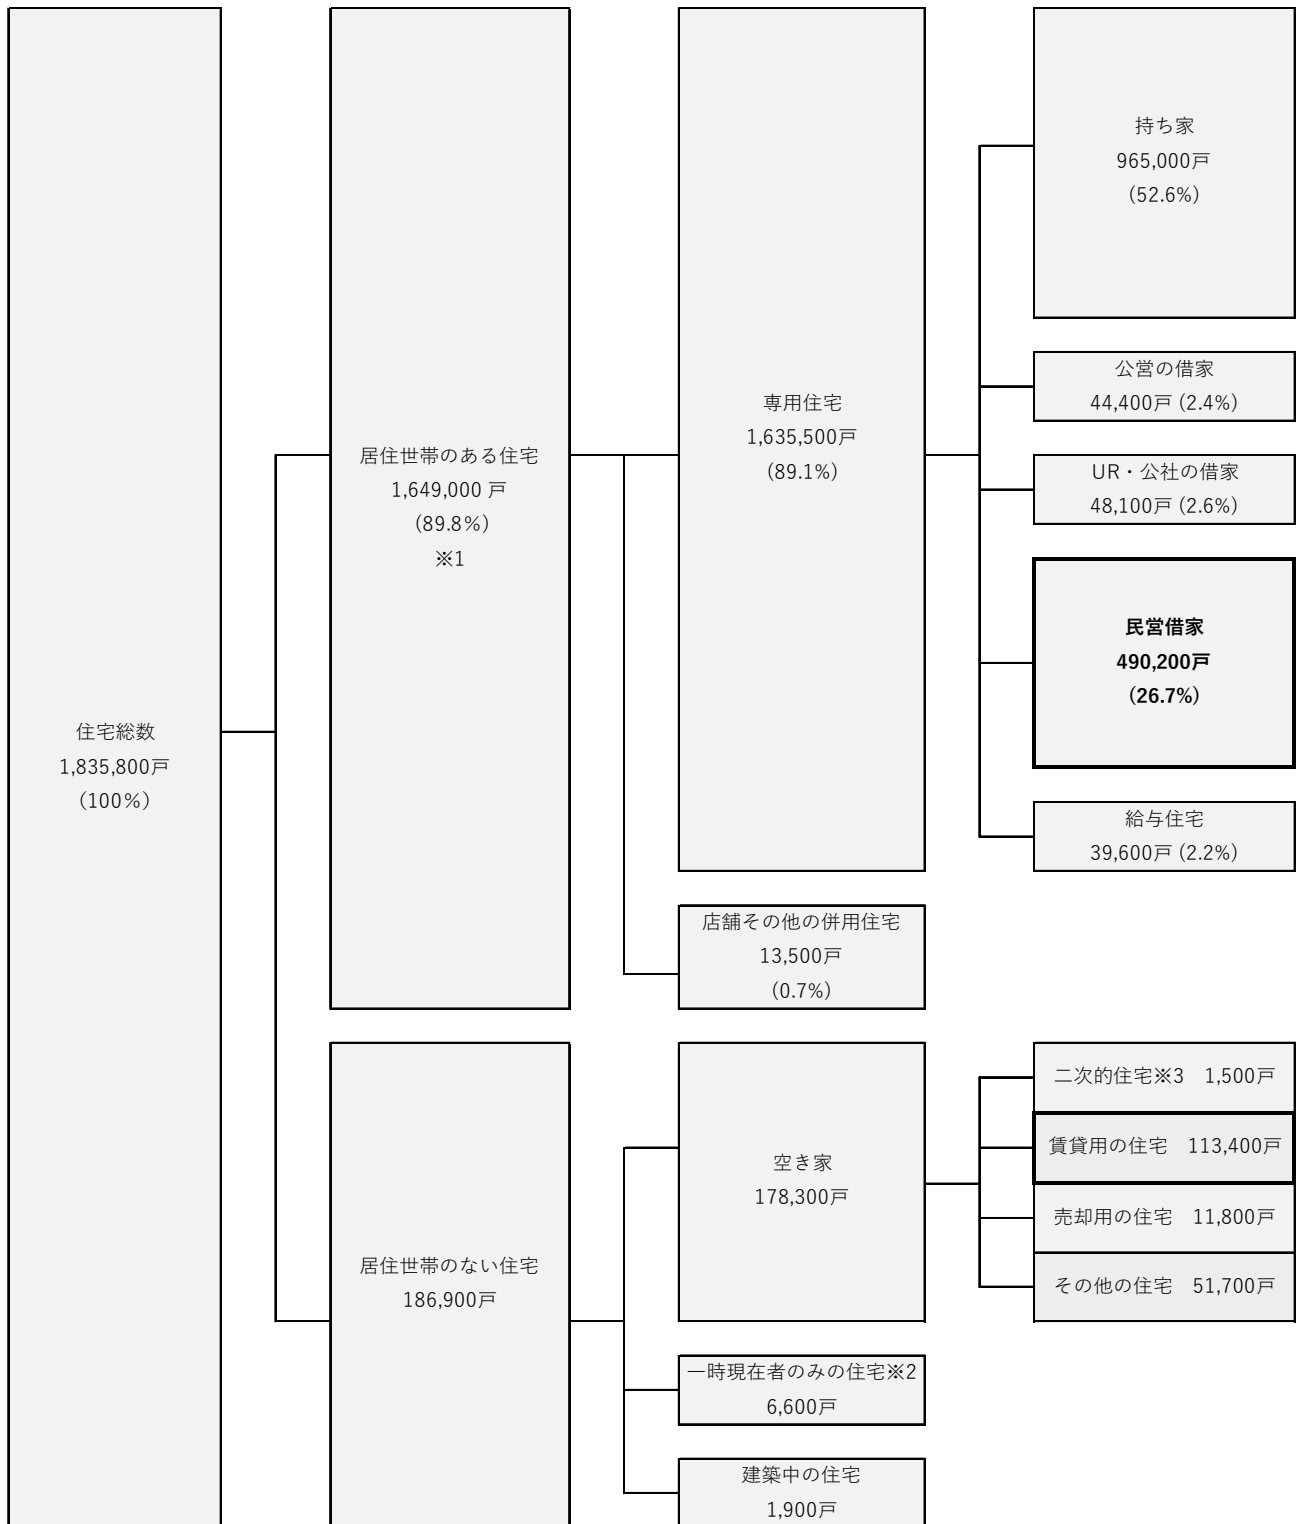 住宅総数
1,835,800戸
(100%)
居住世帯のある住宅
1,649,000 戸
(89.8%)
※1
専用住宅
1,635,500戸
(89.1%)
持ち家
965,000戸
(52.6%)
公営の借家
44,400戸 (2.4%)
UR・公社の借家
48,100戸 (2.6%)
民営借家
490,200戸
(26.7%)
給与住宅
39,600戸 (2.2%)
店舗その他の併用住宅
13,500戸
(0.7%)
居住世帯のない住宅
186,900戸
空き家
178,300戸
二次的住宅※3　1,500戸
賃貸用の住宅　113,400戸
売却用の住宅　11,800戸
その他の住宅　51,700戸
一時現在者のみの住宅※2
6,600戸
建築中の住宅
1,900戸